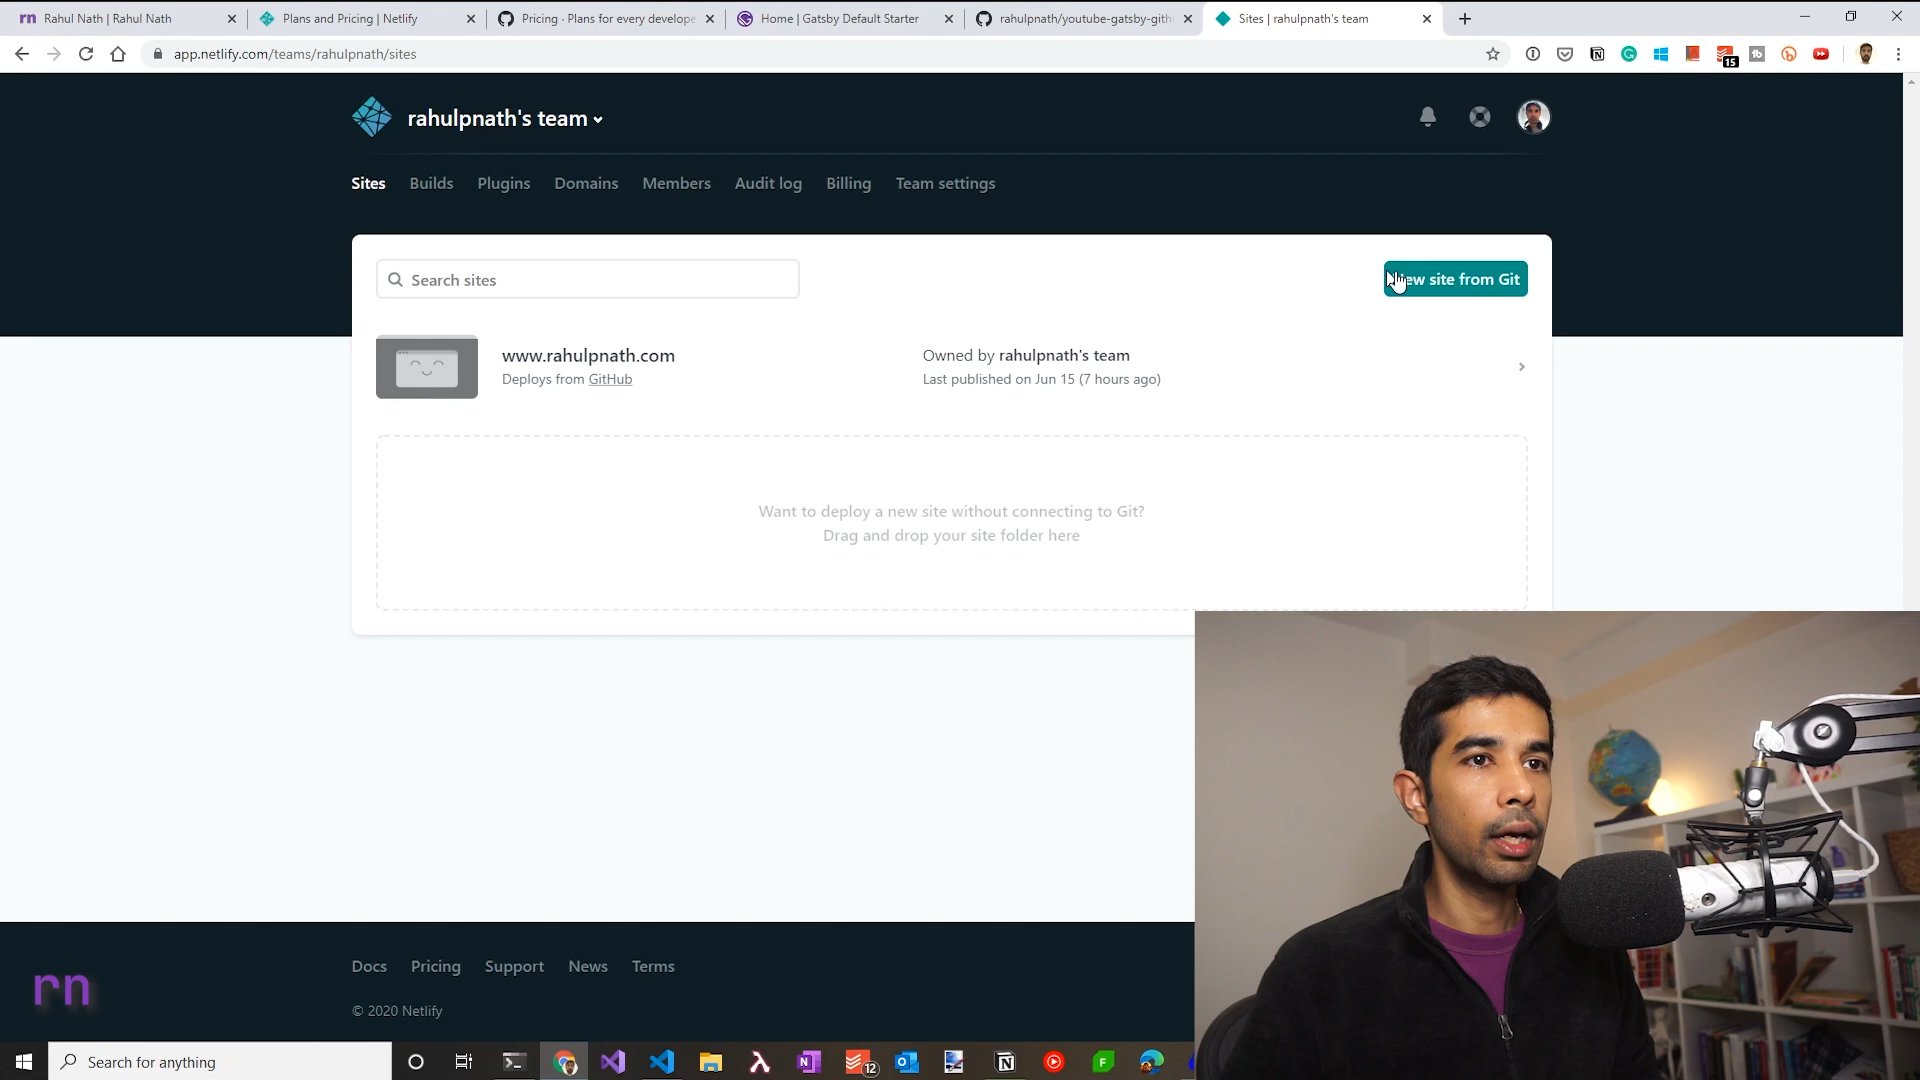 rn Rahul Nath | Rahul Nath
Plans and Pricing | Netlify
Pricing · Plans for every develope
Home | Gatsby Default Starter
rahulpnath/youtube-gatsby-gith
Sites | rahulpnath's team
app.netlify.com/teams/rahulpnath/sites
15
rahulpnath's team
Sites
Builds
Plugins
Domains
Members
Audit log
Billing
Team settings
Search sites
ew site from Git
www.rahulpnath.com
Deploys from GitHub
Owned by rahulpnath's team
Last published on Jun 15 (7 hours ago)
Want to deploy a new site without connecting to Git?
Drag and drop your site folder here
Docs
Pricing
Support
News
Terms
© 2020 Netlify
rn
Search for anything
12